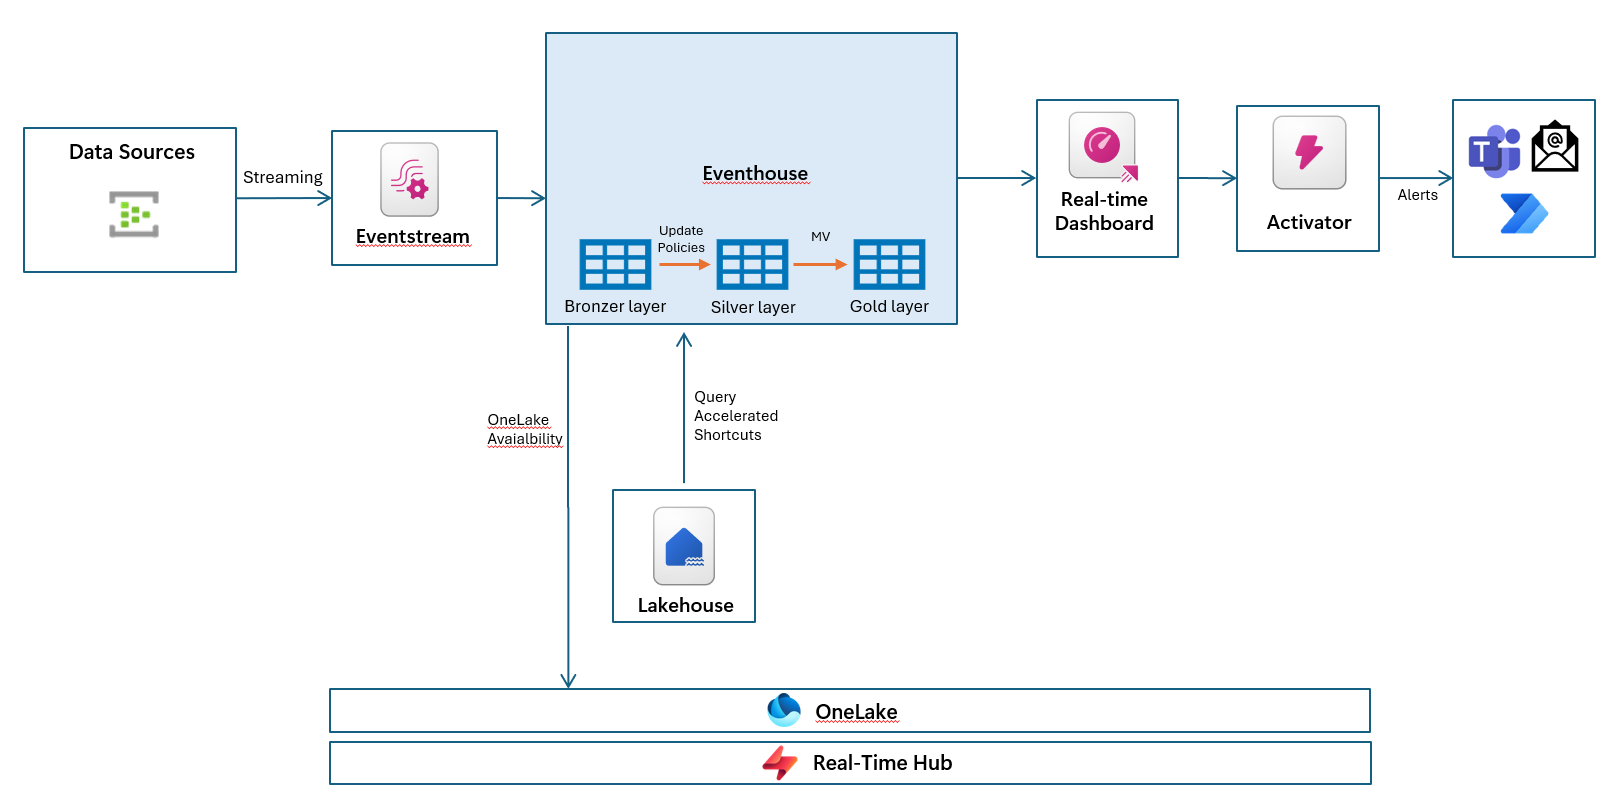 Data Sources
Streaming
Eventstream
Eventhouse
Update
Policies
MV
Bronzer layer
Silver layer
Gold layer
Real-time
Dashboard
Activator
Alerts
T
@
OneLake
Avaialbility
Query
Accelerated
Shortcuts
Lakehouse
OneLake
Real-Time Hub